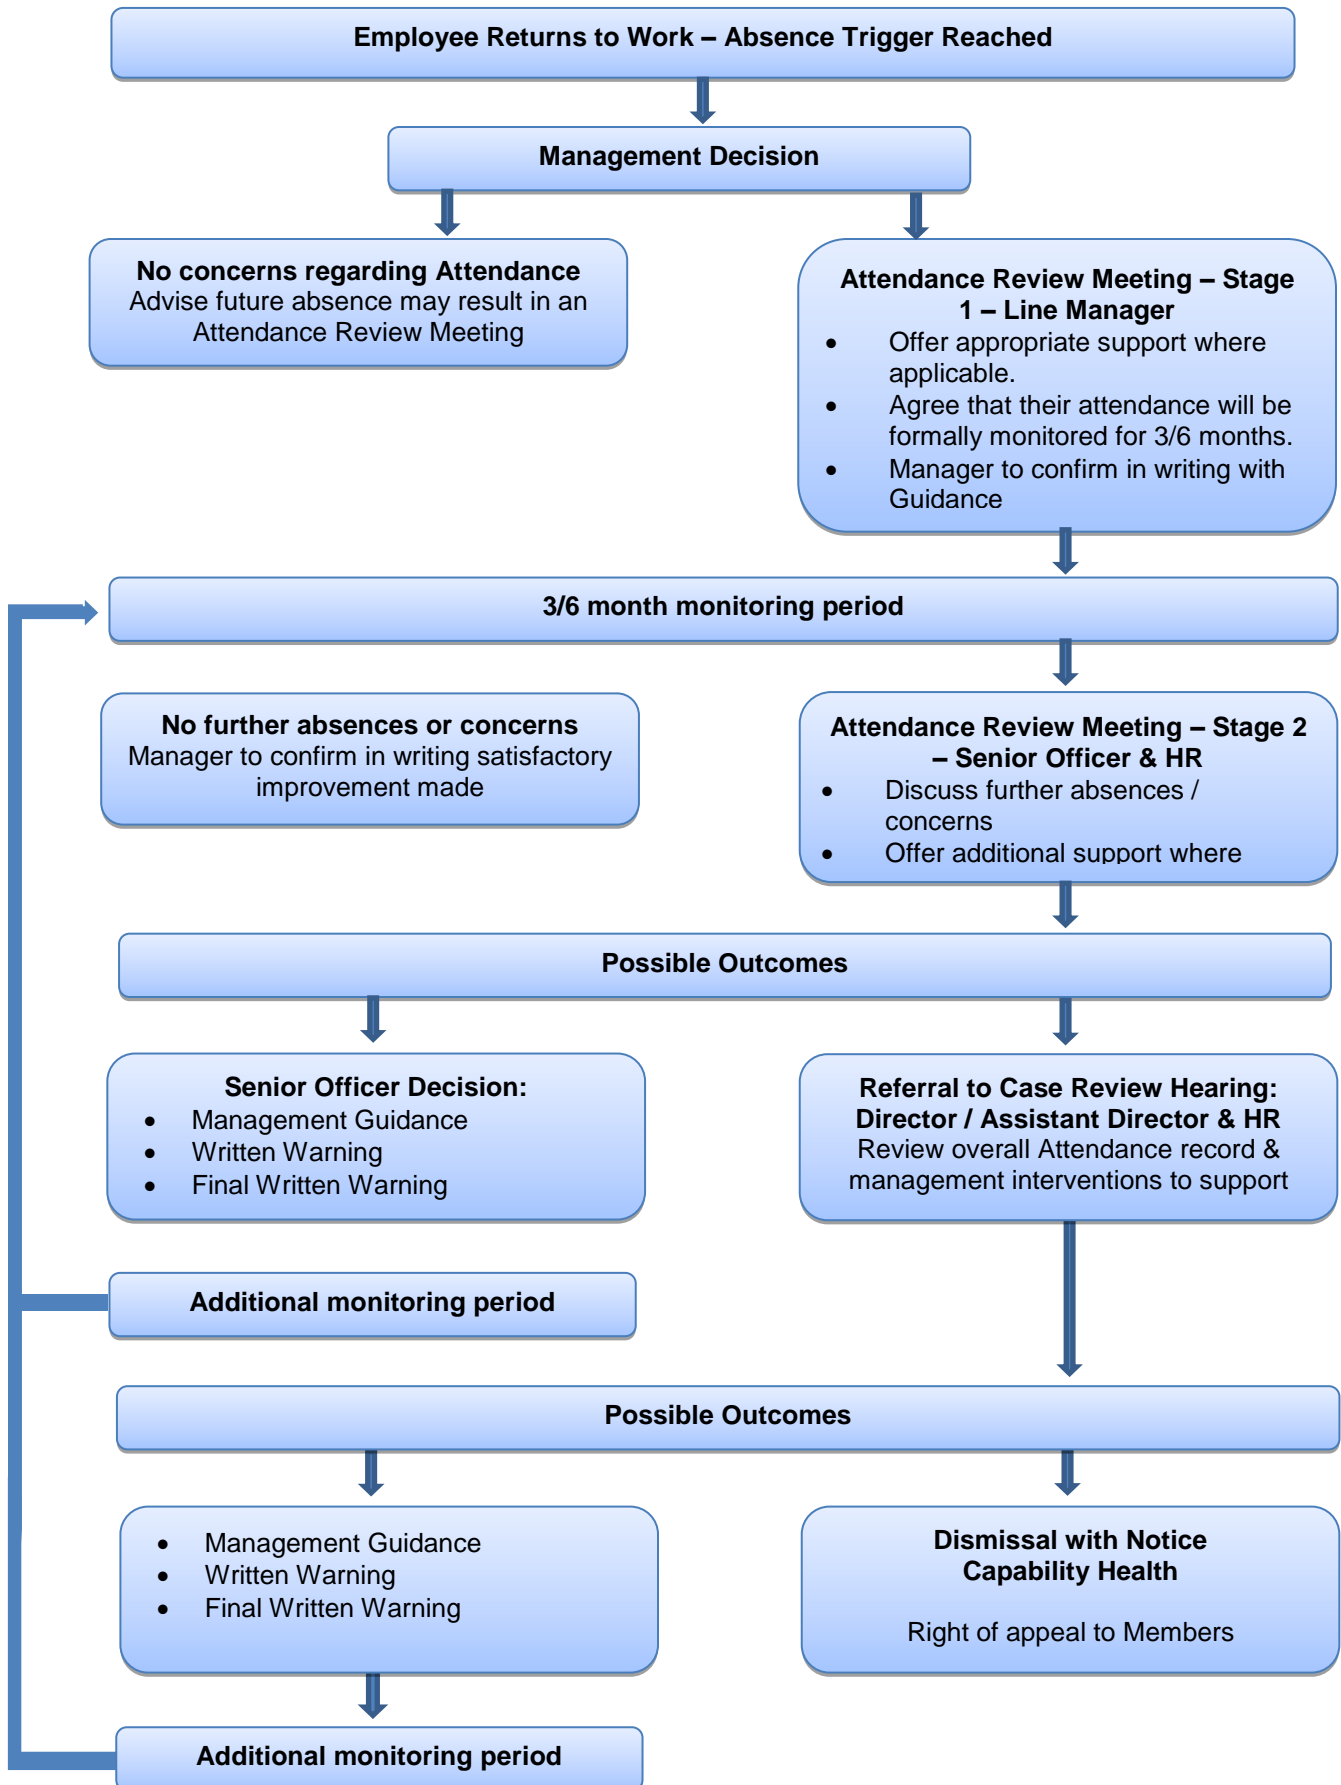 Employee Returns to Work – Absence Trigger Reached
Management Decision
No concerns regarding Attendance
Advise future absence may result in an
Attendance Review Meeting
Attendance Review Meeting – Stage
1 – Line Manager
• Offer appropriate support where
applicable.
• Agree that their attendance will be
formally monitored for 3/6 months.
• Manager to confirm in writing with
Guidance
3/6 month monitoring period
No further absences or concerns
Manager to confirm in writing satisfactory
improvement made
Attendance Review Meeting – Stage 2
– Senior Officer & HR
• Discuss further absences /
concerns
• Offer additional support where
Possible Outcomes
Senior Officer Decision:
• Management Guidance
• Written Warning
• Final Written Warning
Referral to Case Review Hearing:
Director / Assistant Director & HR
Review overall Attendance record &
management interventions to support
Additional monitoring period
Possible Outcomes
• Management Guidance
• Written Warning
• Final Written Warning
Dismissal with Notice
Capability Health
Right of appeal to Members
Additional monitoring period